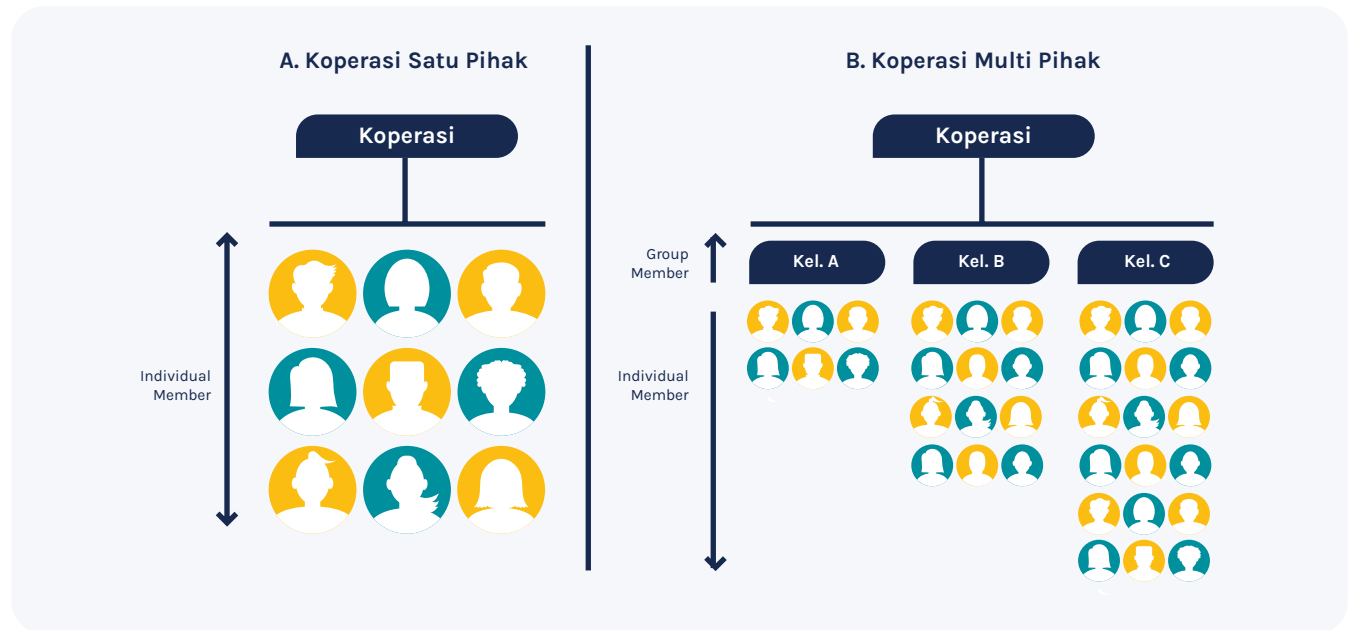 A. Koperasi Satu Pihak
Koperasi
Individual
Member
B. Koperasi Multi Pihak
Koperasi
Group
Member
Kel. A
Kel. B
Kel. C
Individual
Member